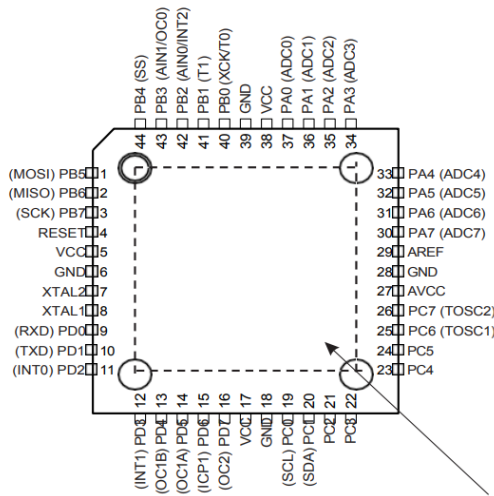 PB4 (SS)
PB3 (AIN1/OC0)
PB2 (AIN0/INT2)
PB1 (T1)
PB0 (XCK/T0)
GND
VCC
PA0 (ADC0)
PA1 (ADC1)
PA2 (ADC2)
PA3 (ADC3)
44
43
42
41
40
39
38
37
36
35
34
(MOSI) PB5 1
(MISO) PB6 2
(SCK) PB7 3
RESET 4
VCC 5
GND 6
XTAL2 7
XTAL1 8
(RXD) PD0 9
(TXD) PD1 10
(INT0) PD2 11
33 PA4 (ADC4)
32 PA5 (ADC5)
31 PA6 (ADC6)
30 PA7 (ADC7)
29 AREF
28 GND
27 AVCC
26 PC7 (TOSC2)
25 PC6 (TOSC1)
24 PC5
23 PC4
12
13
14
15
16
17
18
19
20
21
22
(INT1) PD3
(OC1B) PD4
(OC1A) PD5
(ICP1) PD6
(OC2) PD7
VCC
GND
(SCL) PC0
(SDA) PC1
PC2
PC3